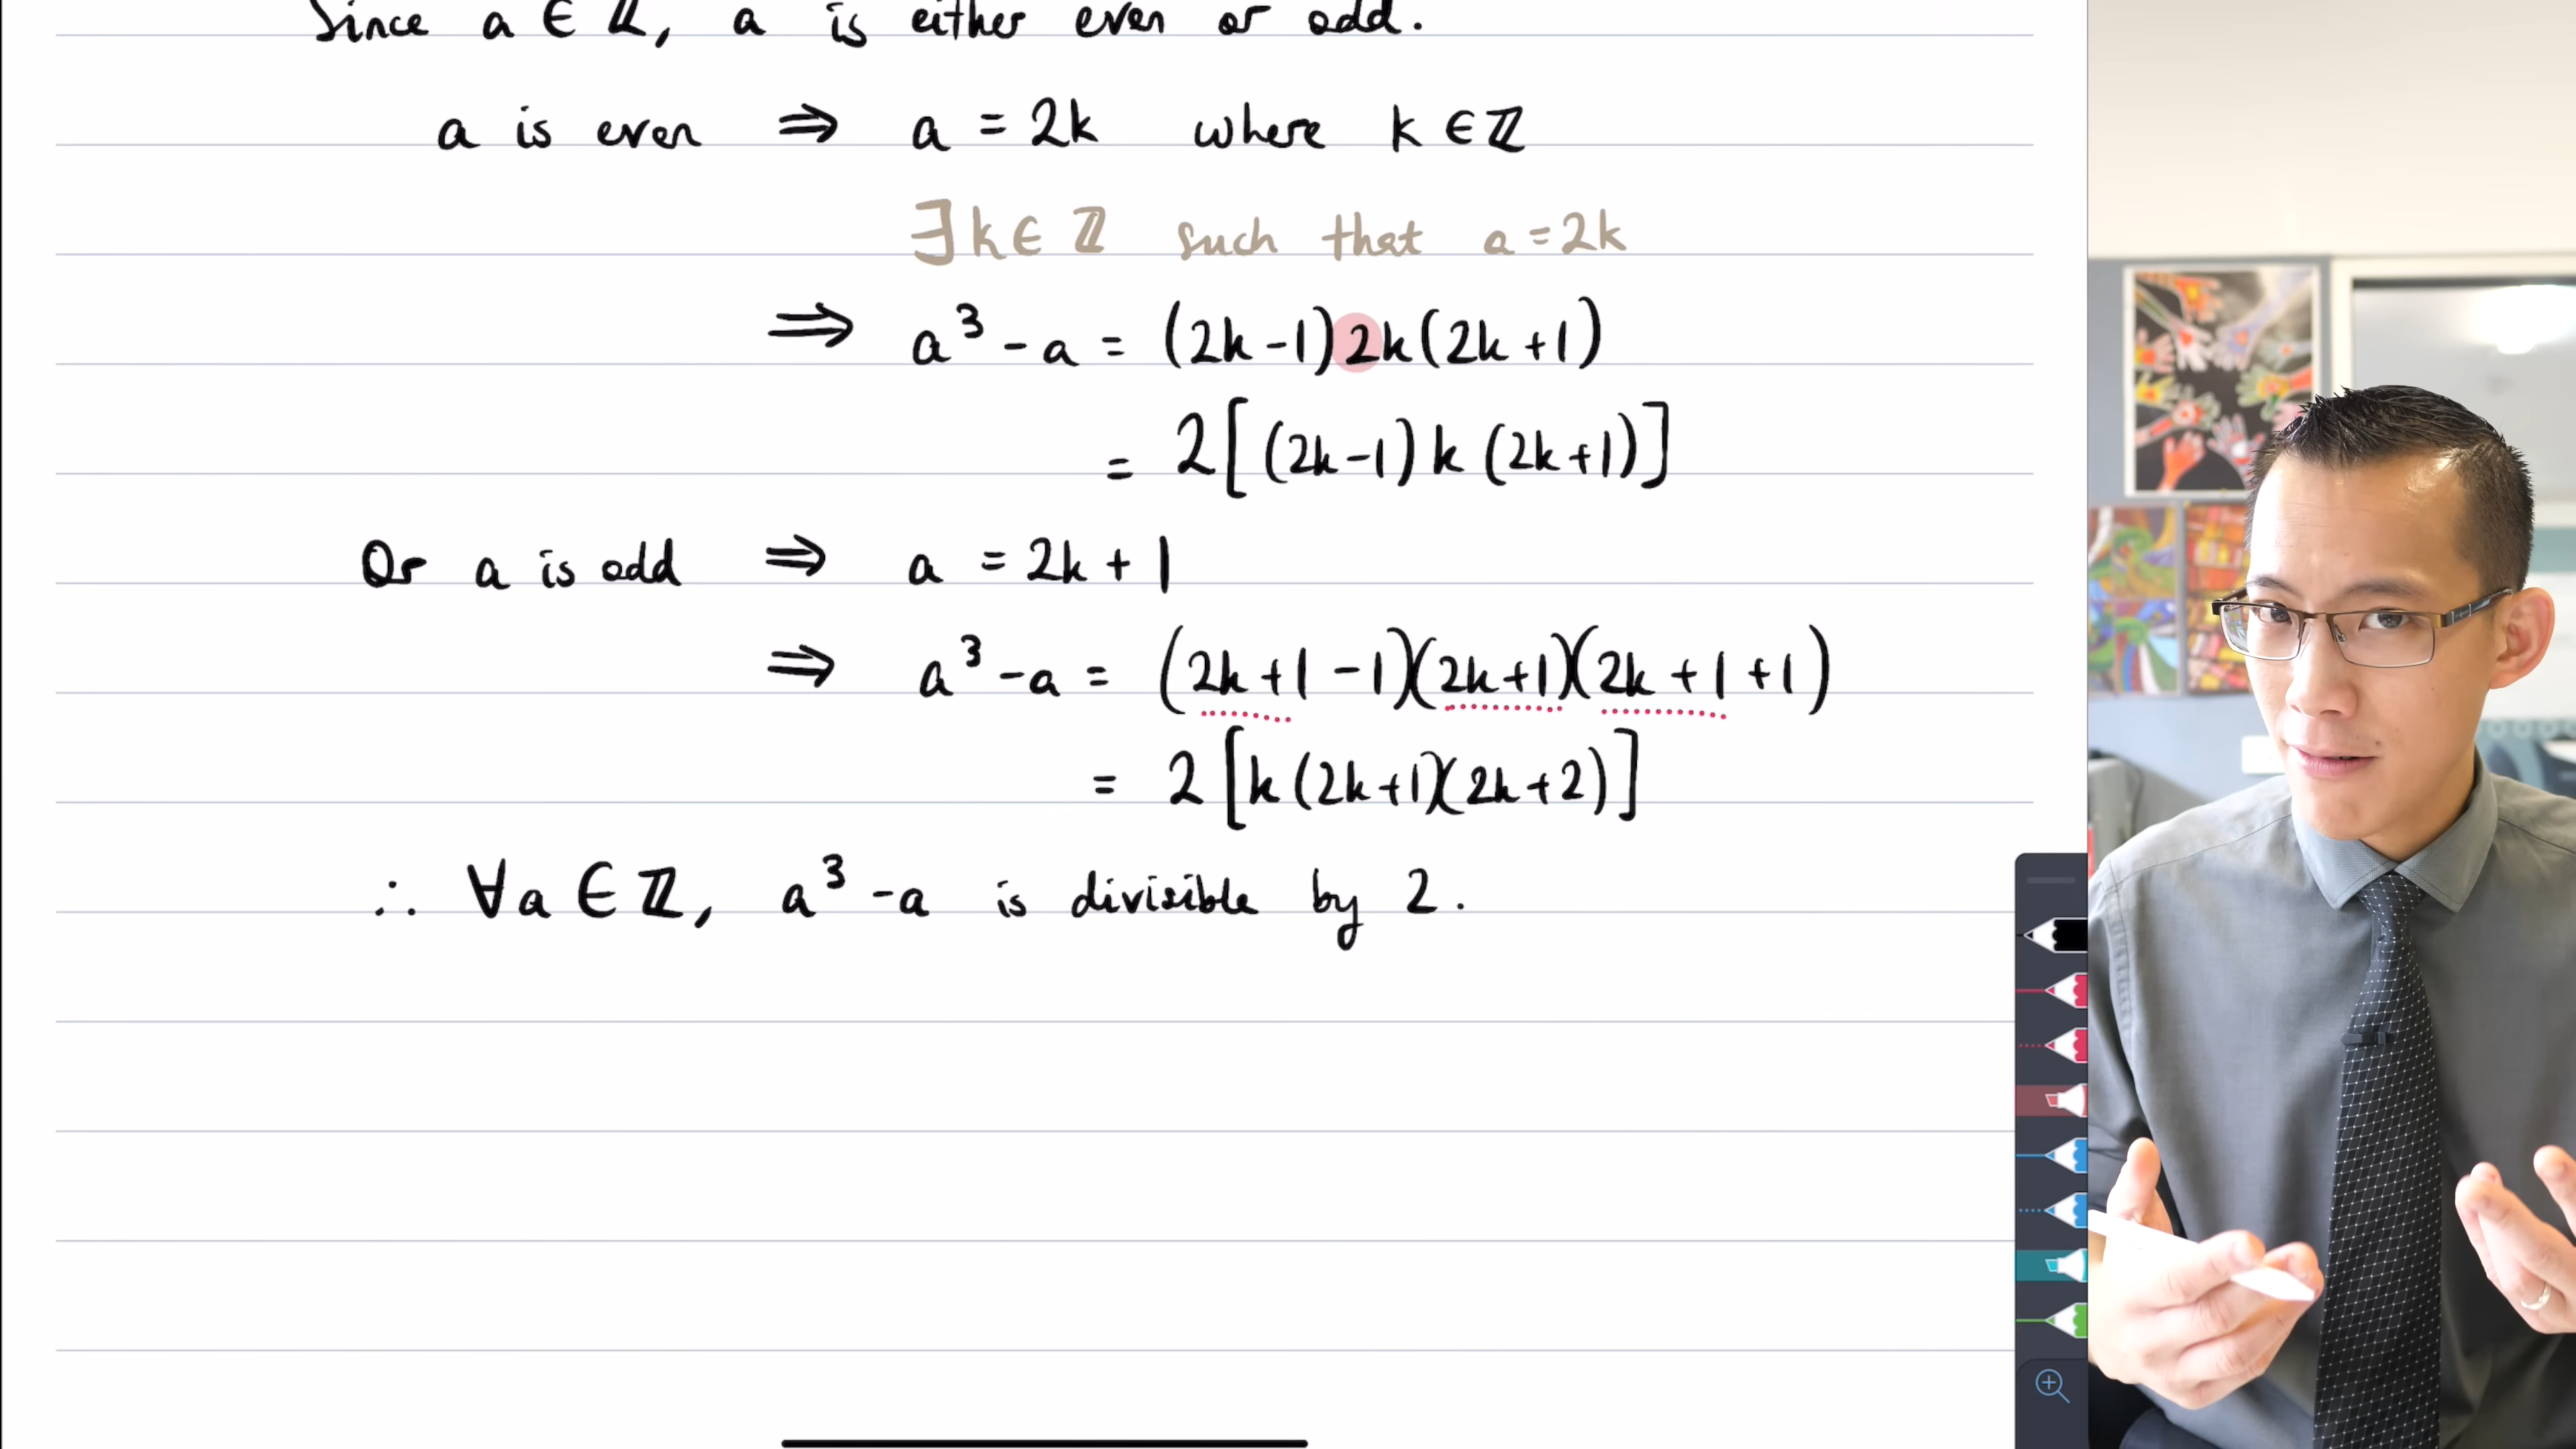 Since a ∈ ℤ, a is either even or odd.
a is even ⇒ a = 2k where k ∈ ℤ
∃ k ∈ ℤ such that a = 2k
⇒ a³ - a = (2k-1)2k(2k+1)
= 2[(2k-1)k(2k+1)]
Or a is odd ⇒ a = 2k + 1
⇒ a³ - a = (2k+1-1)(2k+1)(2k+1+1)
= 2[k(2k+1)(2k+2)]
∴ ∀a ∈ ℤ, a³ - a is divisible by 2.